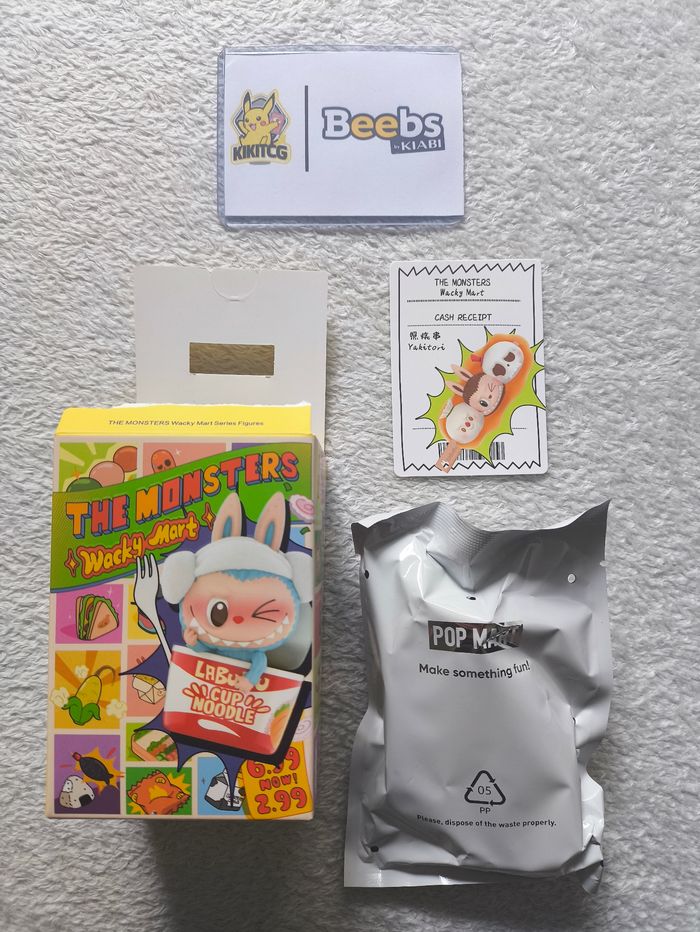 KIKITCG
Beebs
by KIABI
THE MONSTERS
Wacky Mart
CASH RECEIPT
照烧串
Yakitori
THE MONSTERS Wacky Mart Series Figures
THE MONSTERS
Wacky Mart
LABUBU
CUP
NOODLE
6.99
NOW!
2.99
POP MART
Make something fun!
05
PP
Please, dispose of the waste properly.